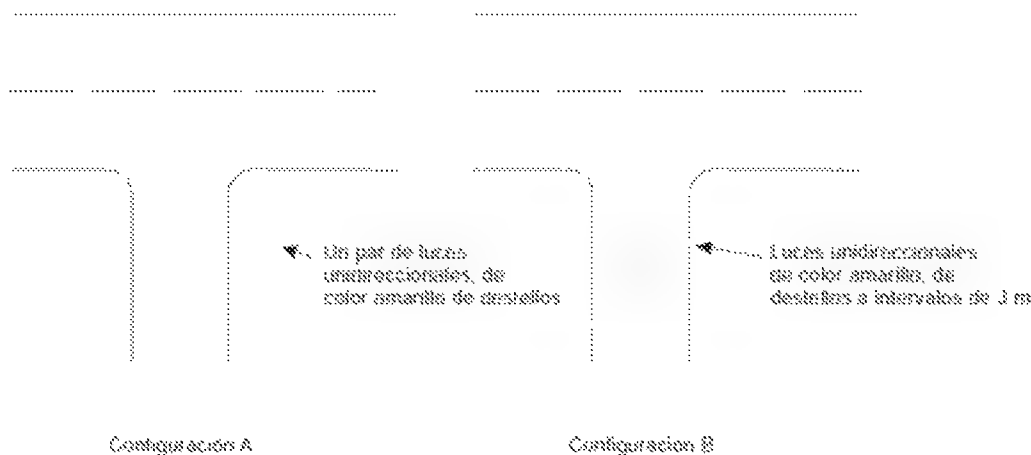 Un par de luces
unidireccionales, de
color amarillo de destellos
Luces unidireccionales
de color amarillo, de
destellos a intervalos de 3 m
Configuración A
Configuración B